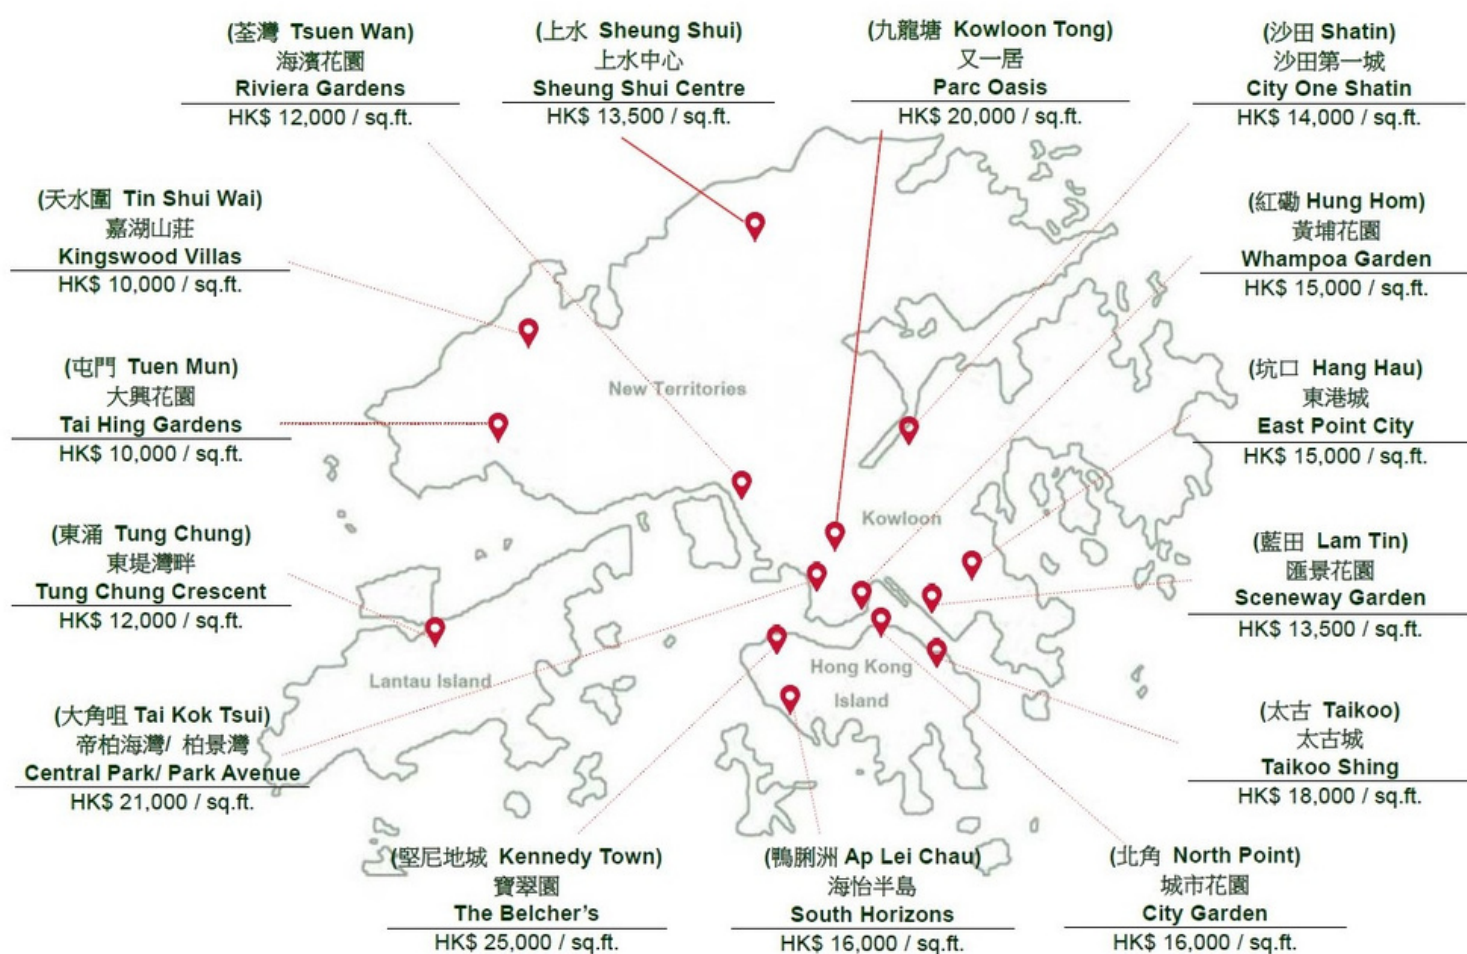 (荃灣 Tsuen Wan)
海濱花園
Riviera Gardens
HK$ 12,000 / sq.ft.
(上水 Sheung Shui)
上水中心
Sheung Shui Centre
HK$ 13,500 / sq.ft.
(九龍塘 Kowloon Tong)
又一居
Parc Oasis
HK$ 20,000 / sq.ft.
(沙田 Shatin)
沙田第一城
City One Shatin
HK$ 14,000 / sq.ft.
(天水圍 Tin Shui Wai)
嘉湖山莊
Kingswood Villas
HK$ 10,000 / sq.ft.
(紅磡 Hung Hom)
黃埔花園
Whampoa Garden
HK$ 15,000 / sq.ft.
(屯門 Tuen Mun)
大興花園
Tai Hing Gardens
HK$ 10,000 / sq.ft.
New Territories
(坑口 Hang Hau)
東港城
East Point City
HK$ 15,000 / sq.ft.
(東涌 Tung Chung)
東堤灣畔
Tung Chung Crescent
HK$ 12,000 / sq.ft.
Kowloon
(藍田 Lam Tin)
匯景花園
Sceneway Garden
HK$ 13,500 / sq.ft.
Lantau Island
Hong Kong
Island
(大角咀 Tai Kok Tsui)
帝柏海灣/ 柏景灣
Central Park/ Park Avenue
HK$ 21,000 / sq.ft.
(太古 Taikoo)
太古城
Taikoo Shing
HK$ 18,000 / sq.ft.
(堅尼地城 Kennedy Town)
寶翠園
The Belcher's
HK$ 25,000 / sq.ft.
(鴨脷洲 Ap Lei Chau)
海怡半島
South Horizons
HK$ 16,000 / sq.ft.
(北角 North Point)
城市花園
City Garden
HK$ 16,000 / sq.ft.